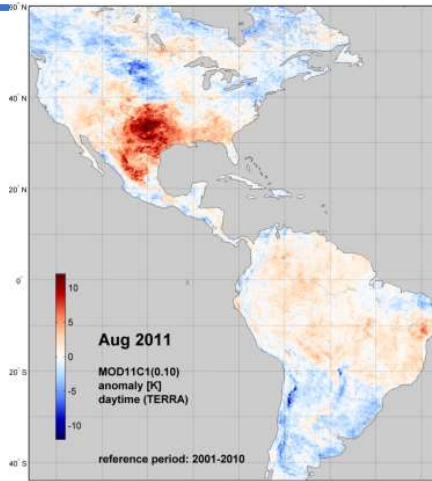 60° N
40° N
20° N
0°
20° S
40° S
10
5
0
-5
-10
Aug 2011
MOD11C1(0.10)
anomaly [K]
daytime (TERRA)
reference period: 2001-2010